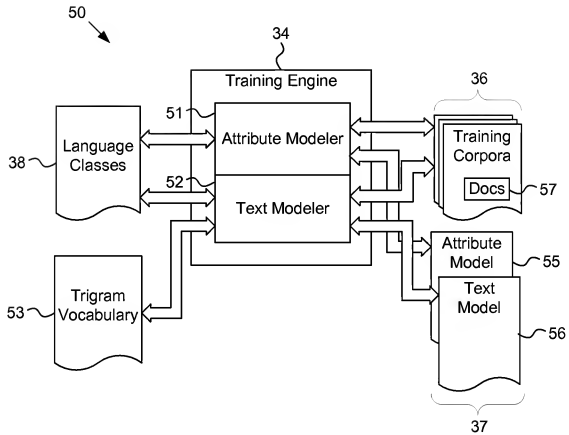 50
34
Training Engine
36
51
Attribute Modeler
Language
Classes
38
Training
Corpora
Docs
57
52
Text Modeler
Attribute
Model
55
Trigram
Vocabulary
53
Text
Model
56
37